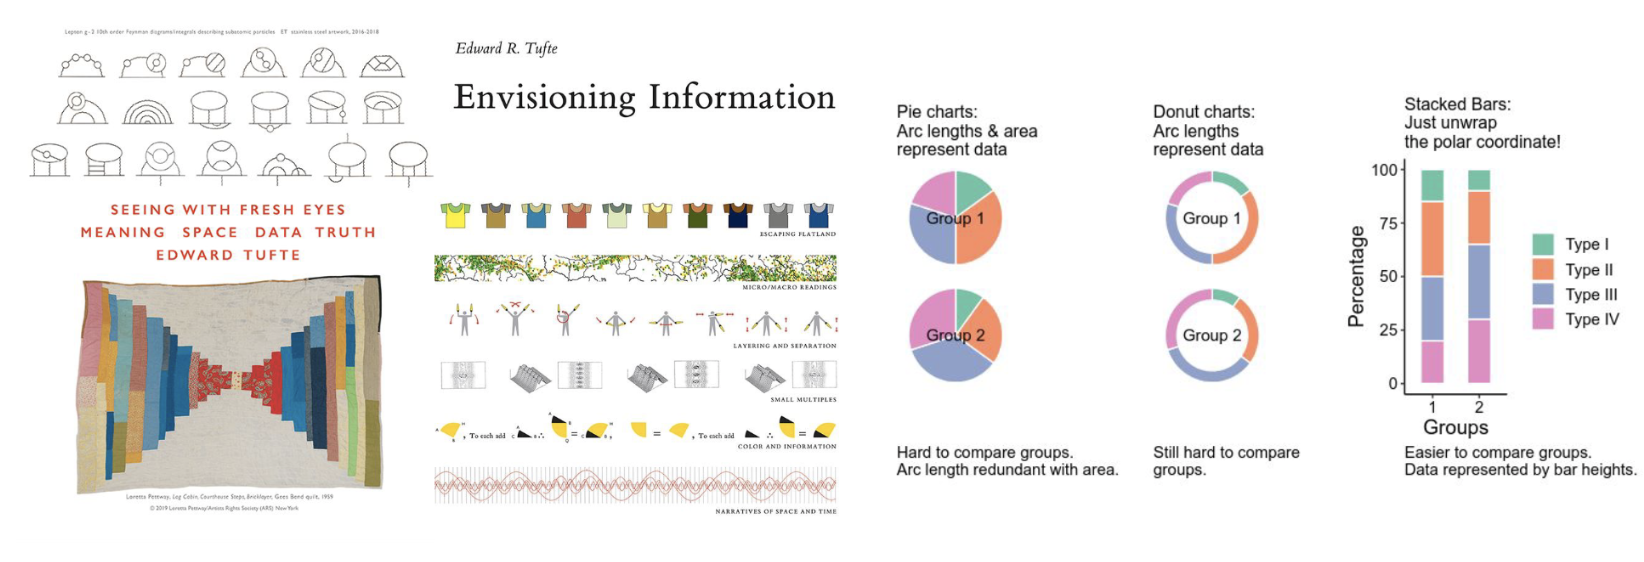 Lepton g - 2 10th order Feynman diagrams/integrals describing subatomic particles   ET   stainless steel artwork, 2016-2018
SEEING WITH FRESH EYES
MEANING SPACE DATA TRUTH
EDWARD TUFTE
Loretta Pettway, Log Cabin, Courthouse Steps, Bricklayer, Gees Bend quilt, 1959
© 2019 Loretta Pettway/Artists Rights Society (ARS) New York
Edward R. Tufte
Envisioning Information
ESCAPING FLATLAND
MICRO/MACRO READINGS
LAYERING AND SEPARATION
SMALL MULTIPLES
, To each add
=
=
, To each add
=
COLOR AND INFORMATION
NARRATIVES OF SPACE AND TIME
Pie charts:
Arc lengths & area
represent data
Group 1
Group 2
Hard to compare groups.
Arc length redundant with area.
Donut charts:
Arc lengths
represent data
Group 1
Group 2
Still hard to compare
groups.
Stacked Bars:
Just unwrap
the polar coordinate!
Percentage
100
75
50
25
0
1
2
Groups
Type I
Type II
Type III
Type IV
Easier to compare groups.
Data represented by bar heights.